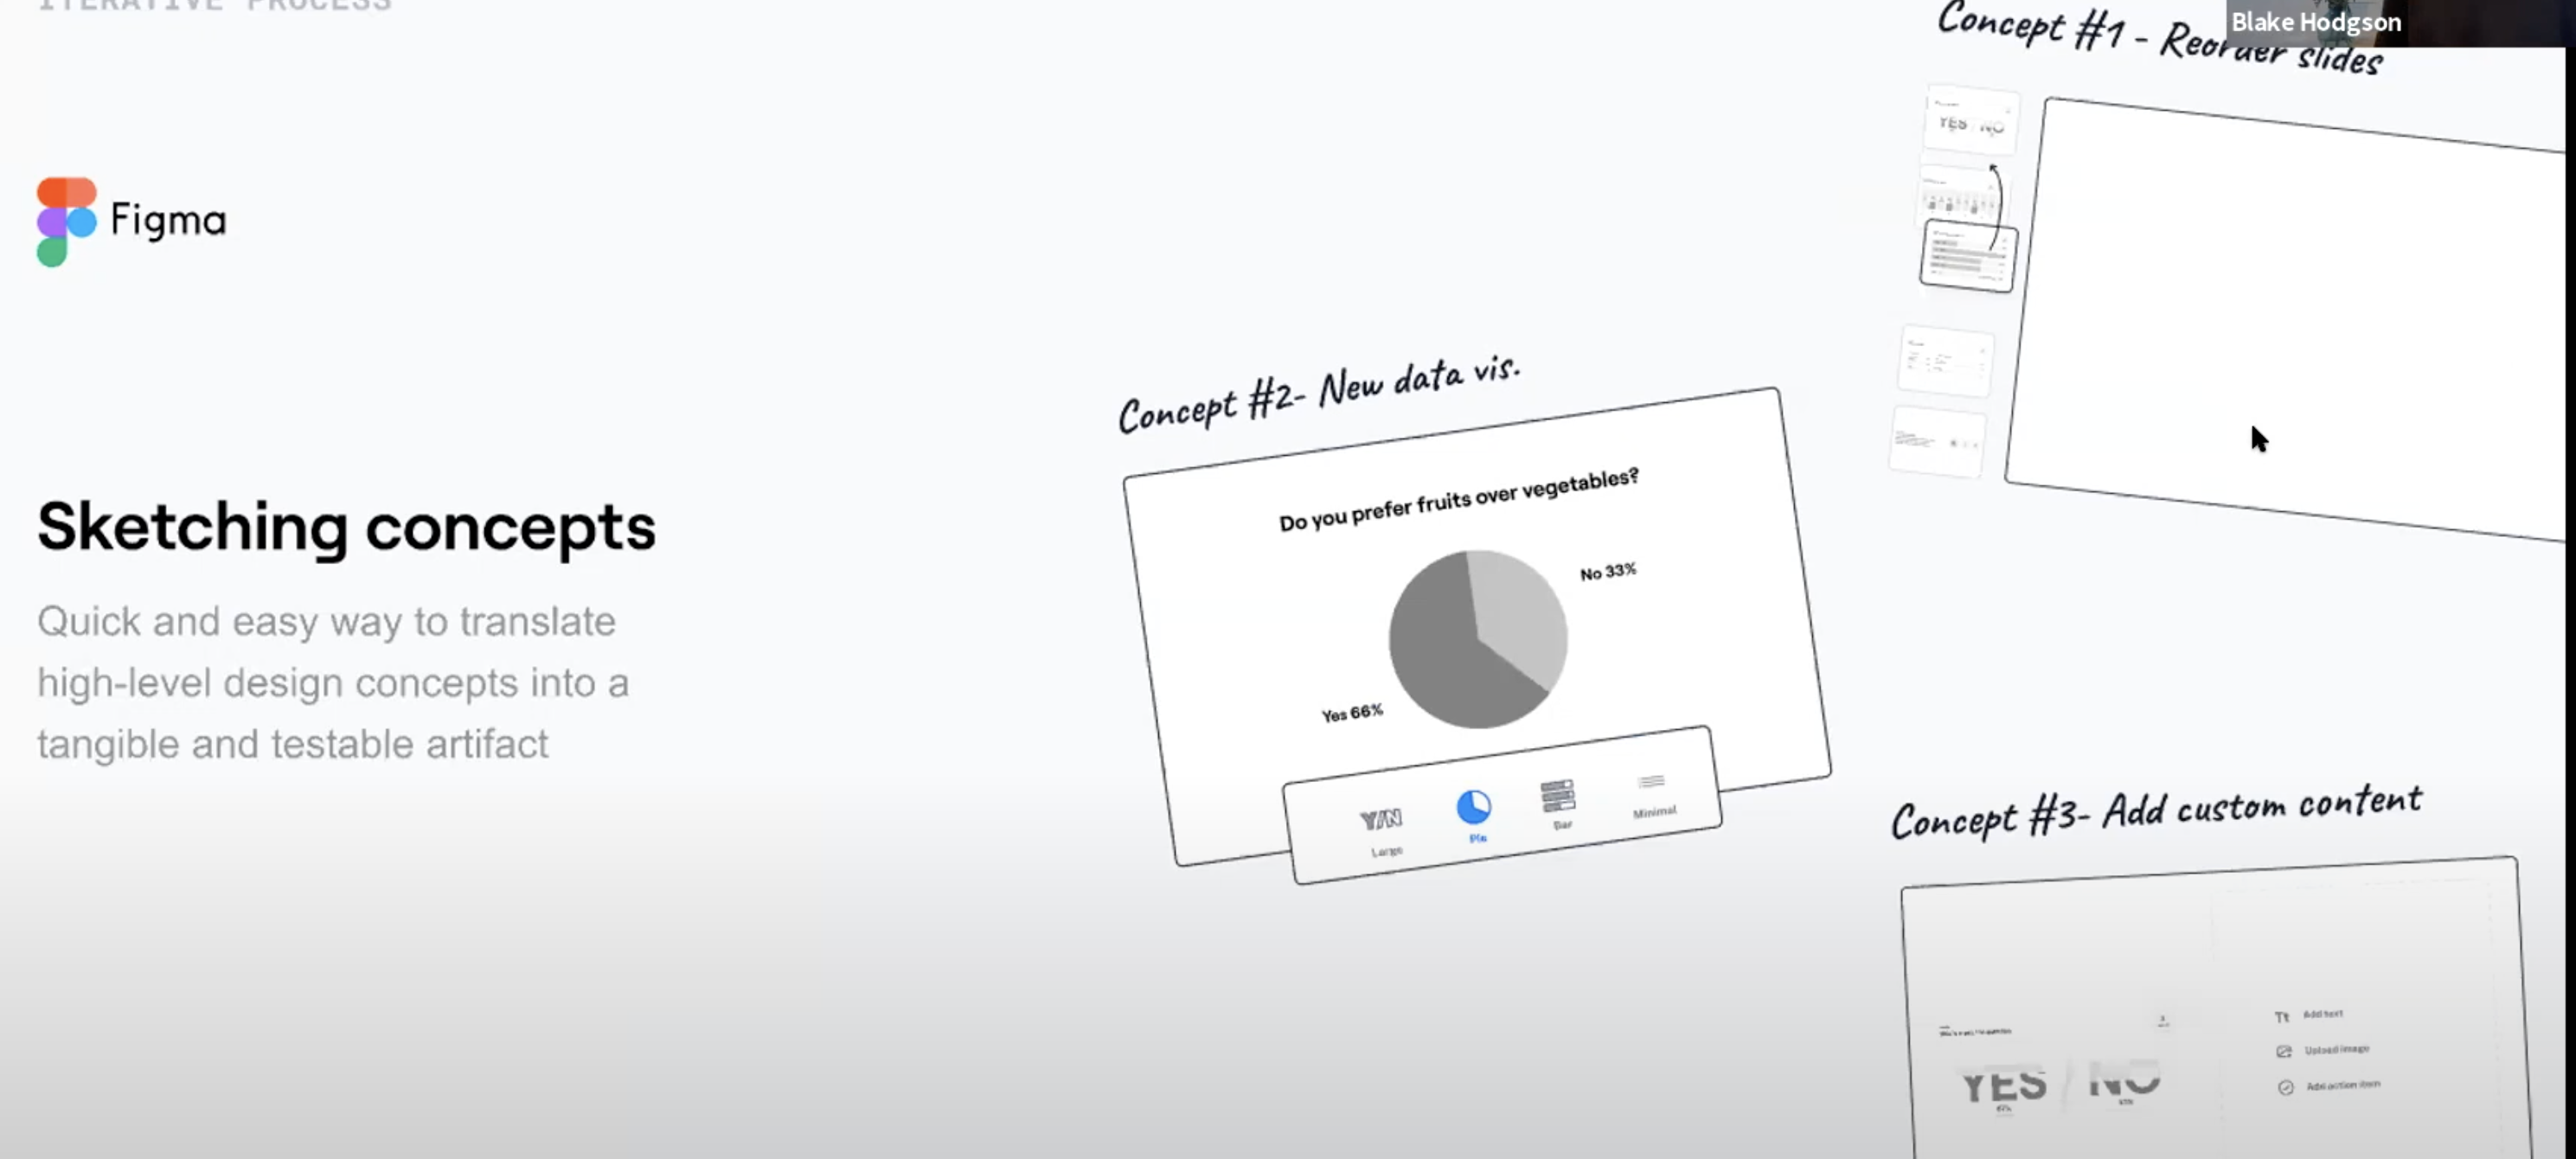 ITERATIVE PROCESS
Blake Hodgson
Concept #1 - Reorder slides
YES / NO
Figma
Concept #2- New data vis.
Do you prefer fruits over vegetables?
No 33%
Yes 66%
Y/N
Large
Pie
Bar
Minimal
Sketching concepts
Quick and easy way to translate
high-level design concepts into a
tangible and testable artifact
Concept #3- Add custom content
Tt Add text
Upload image
Add action item
YES / NO